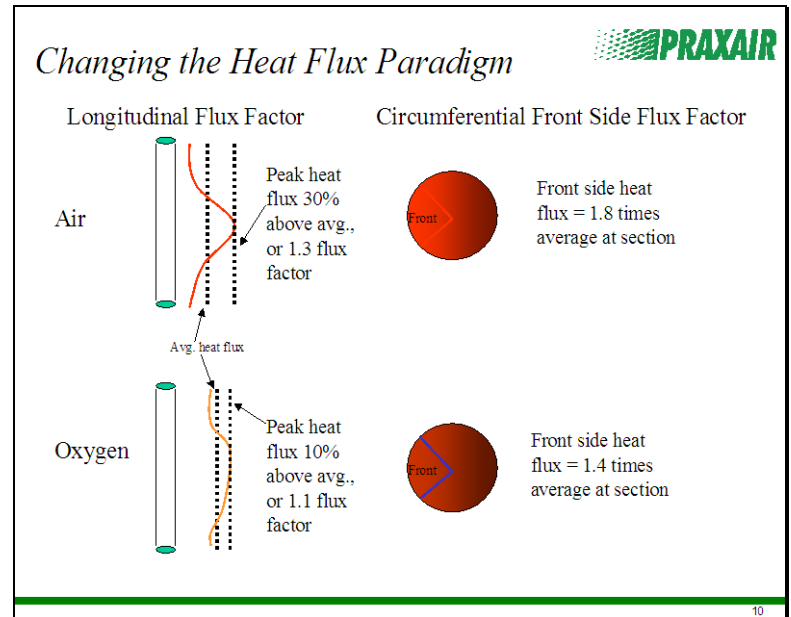 PRAXAIR
Changing the Heat Flux Paradigm
Longitudinal Flux Factor
Circumferential Front Side Flux Factor
Air
Peak heat
flux 30%
above avg.,
or 1.3 flux
factor
Front
Front side heat
flux = 1.8 times
average at section
Avg. heat flux
Oxygen
Peak heat
flux 10%
above avg.,
or 1.1 flux
factor
Front
Front side heat
flux = 1.4 times
average at section
10